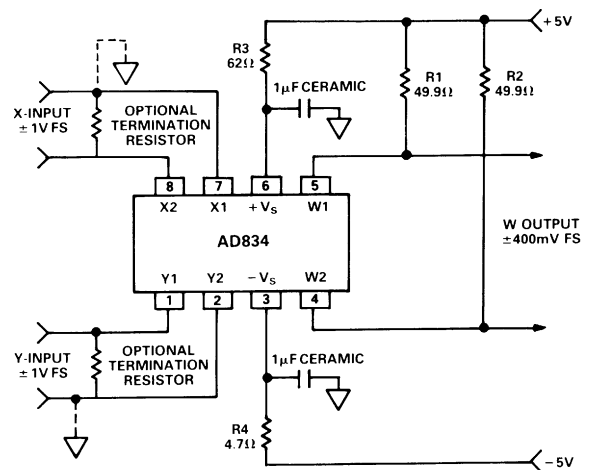 +5V
R3
62Ω
1μF CERAMIC
R1
49.9Ω
R2
49.9Ω
X-INPUT
±1V FS
OPTIONAL
TERMINATION
RESISTOR
8
7
6
5
X2
X1
+VS
W1
AD834
W OUTPUT
±400mV FS
Y1
Y2
−VS
W2
1
2
3
4
Y-INPUT
±1V FS
OPTIONAL
TERMINATION
RESISTOR
1μF CERAMIC
R4
4.7Ω
−5V